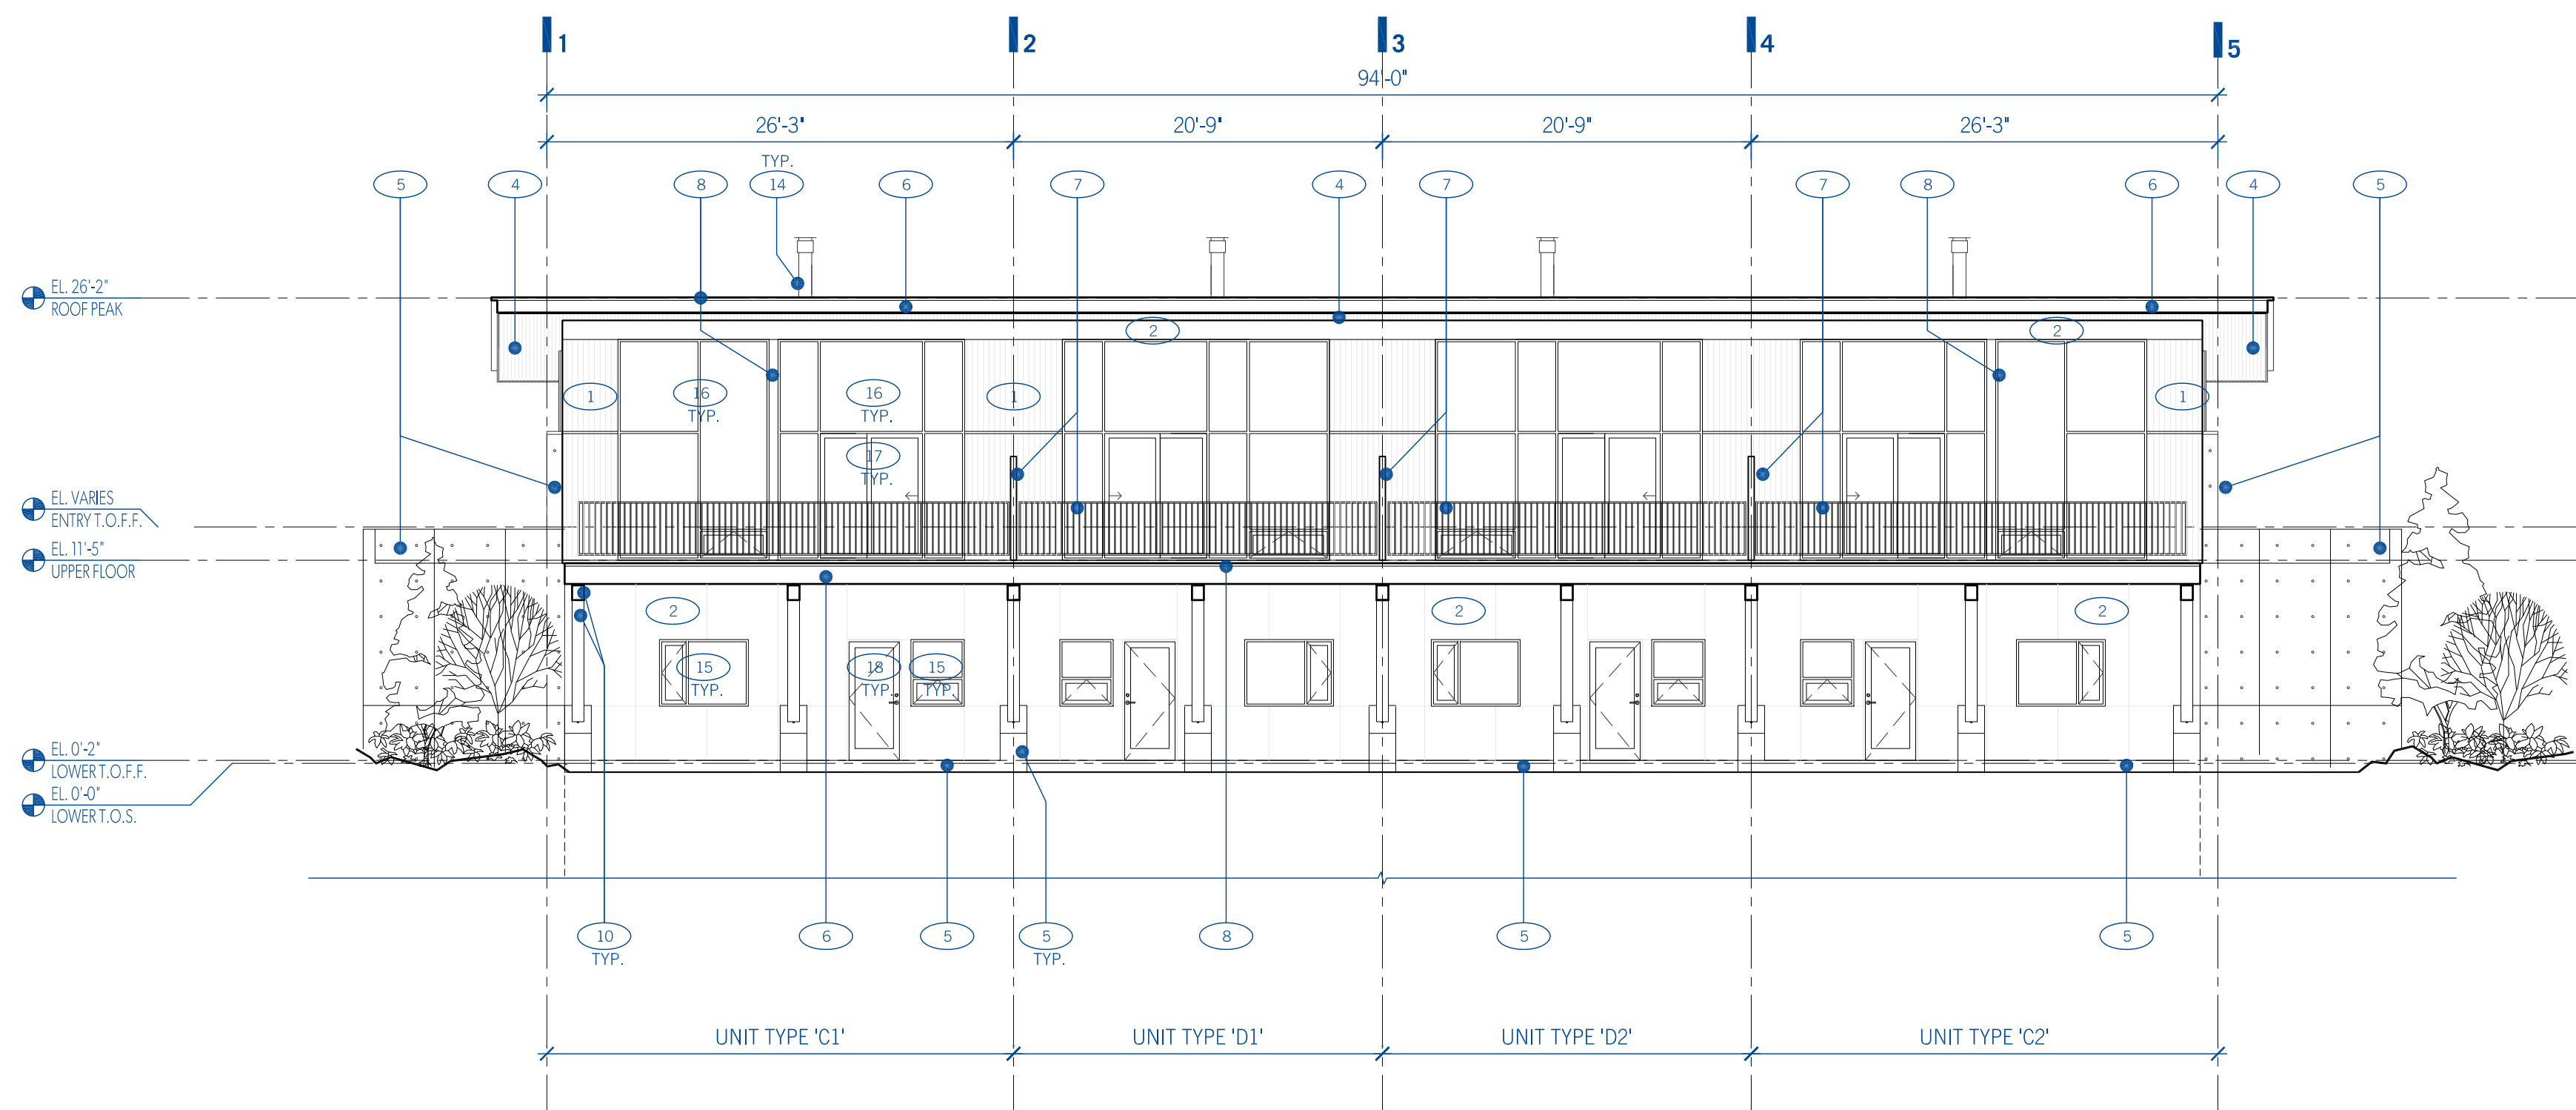 1
2
3
4
5
94'-0"
26'-3"
20'-9"
20'-9"
26'-3"
TYP.
5
4
8
14
6
7
4
7
7
8
6
4
5
EL. 26'-2"
ROOF PEAK
2
2
1
16
TYP.
16
TYP.
1
1
17
TYP.
EL. VARIES
ENTRY T.O.F.F.
EL. 11'-5"
UPPER FLOOR
2
2
2
15
TYP.
18
TYP.
15
TYP.
EL. 0'-2"
LOWER T.O.F.F.
EL. 0'-0"
LOWER T.O.S.
10
TYP.
6
5
5
TYP.
8
5
5
UNIT TYPE 'C1'
UNIT TYPE 'D1'
UNIT TYPE 'D2'
UNIT TYPE 'C2'